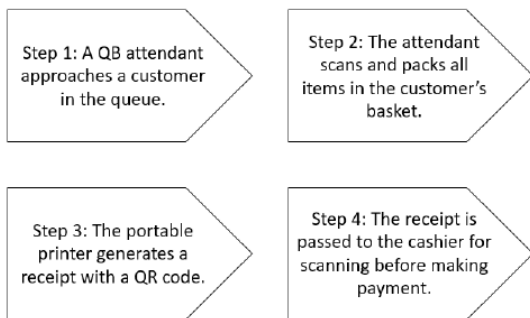 Step 1: A QB attendant
approaches a customer
in the queue.
Step 2: The attendant
scans and packs all
items in the customer's
basket.
Step 3: The portable
printer generates a
receipt with a QR code.
Step 4: The receipt is
passed to the cashier for
scanning before making
payment.